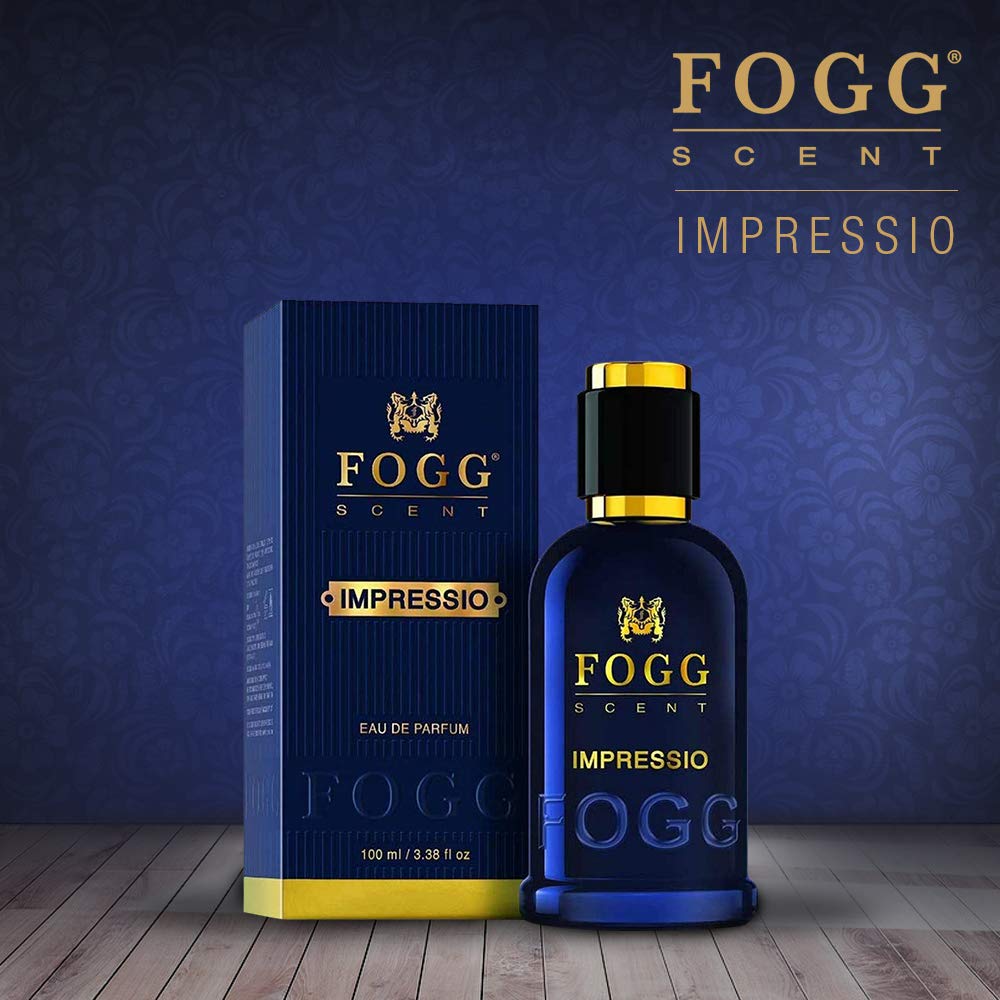 FOGG®
SCENT
IMPRESSIO
FOGG®
SCENT
IMPRESSIO
EAU DE PARFUM
FOGG
100 ml / 3.38 fl oz
FOGG
SCENT
IMPRESSIO
FOGG